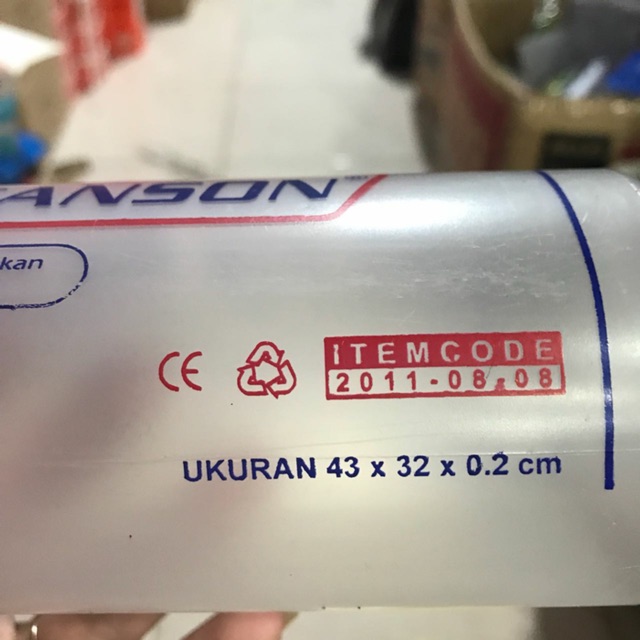 ANSON
kan
CE
ITEMCODE
2011-08.08
UKURAN 43 x 32 x 0.2 cm